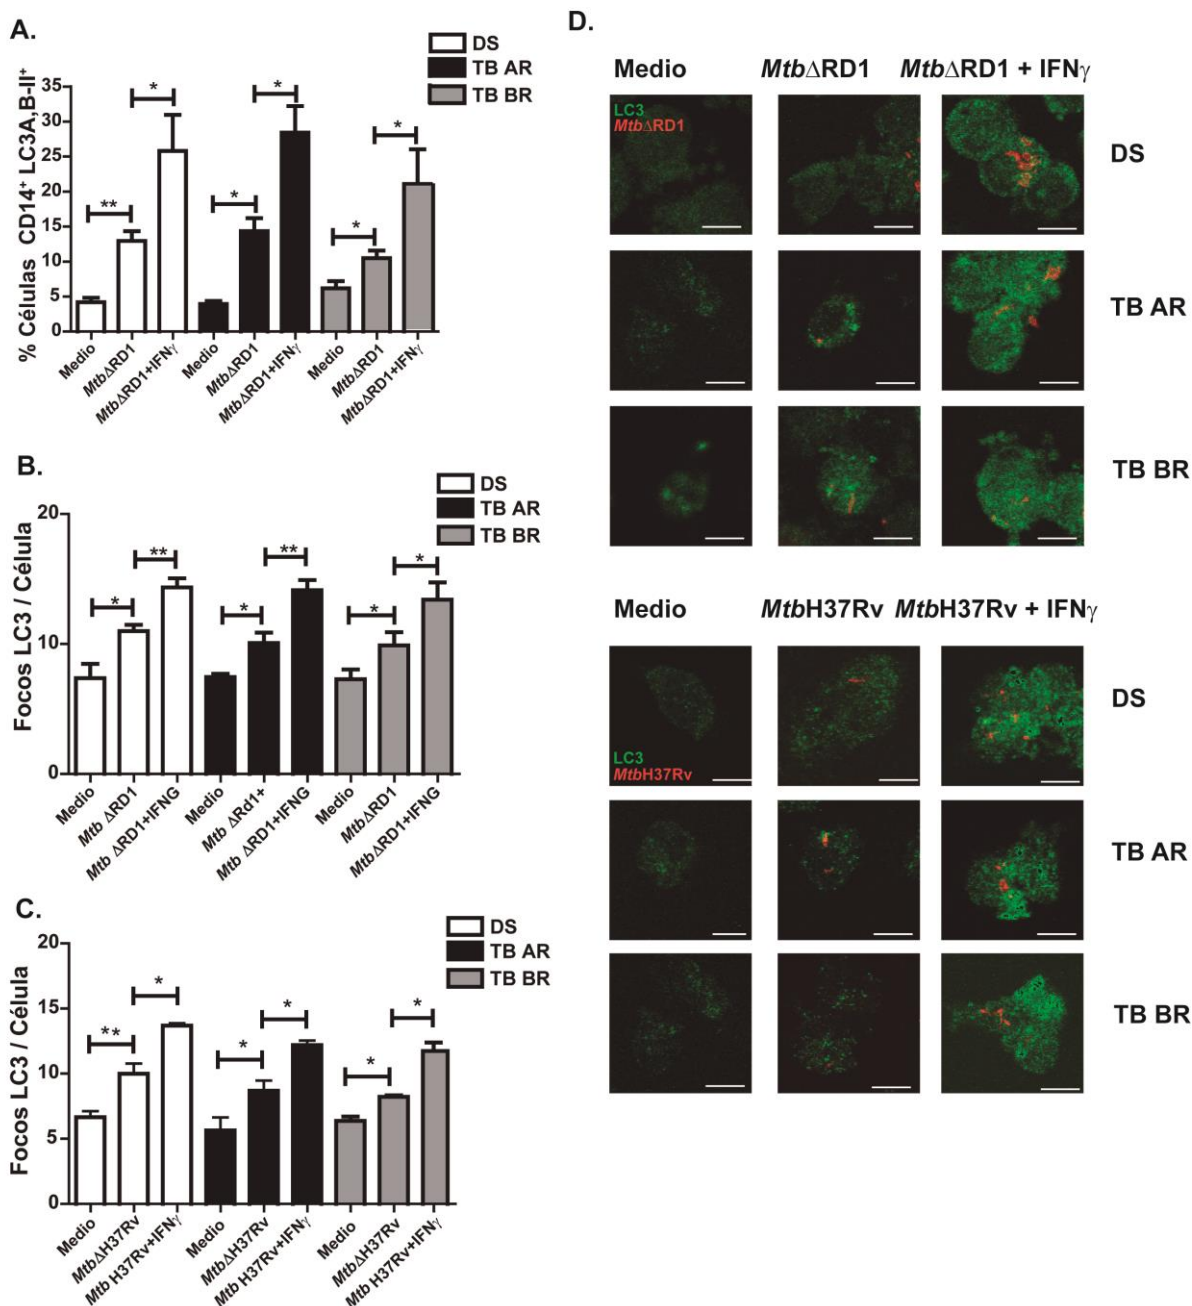 A.
DS
TB AR
TB BR
% Células CD14⁺ LC3A,B-II⁺
35
30
25
20
15
10
5
0
**
*
*
*
*
*
Medio
MtbΔRD1
MtbΔRD1+IFNγ
Medio
MtbΔRD1
MtbΔRD1+IFNγ
Medio
MtbΔRD1
MtbΔRD1+IFNγ
B.
DS
TB AR
TB BR
Focos LC3 / Célula
20
10
0
*
**
*
**
*
*
Medio
Mtb ΔRD1
Mtb ΔRD1+IFNG
Medio
Mtb ΔRd1+
Mtb ΔRD1+IFNG
Medio
MtbΔRD1
MtbΔRD1+IFNG
C.
DS
TB AR
TB BR
Focos LC3 / Célula
20
15
10
5
0
**
*
*
*
*
*
Medio
MtbΔH37Rv
Mtb H37Rv+IFNγ
Medio
MtbΔH37Rv
Mtb H37Rv+IFNγ
Medio
MtbΔH37Rv
Mtb H37Rv+IFNγ
D.
Medio MtbΔRD1 MtbΔRD1 + IFNγ
LC3
MtbΔRD1
DS
TB AR
TB BR
Medio MtbH37Rv MtbH37Rv + IFNγ
LC3
MtbH37Rv
DS
TB AR
TB BR